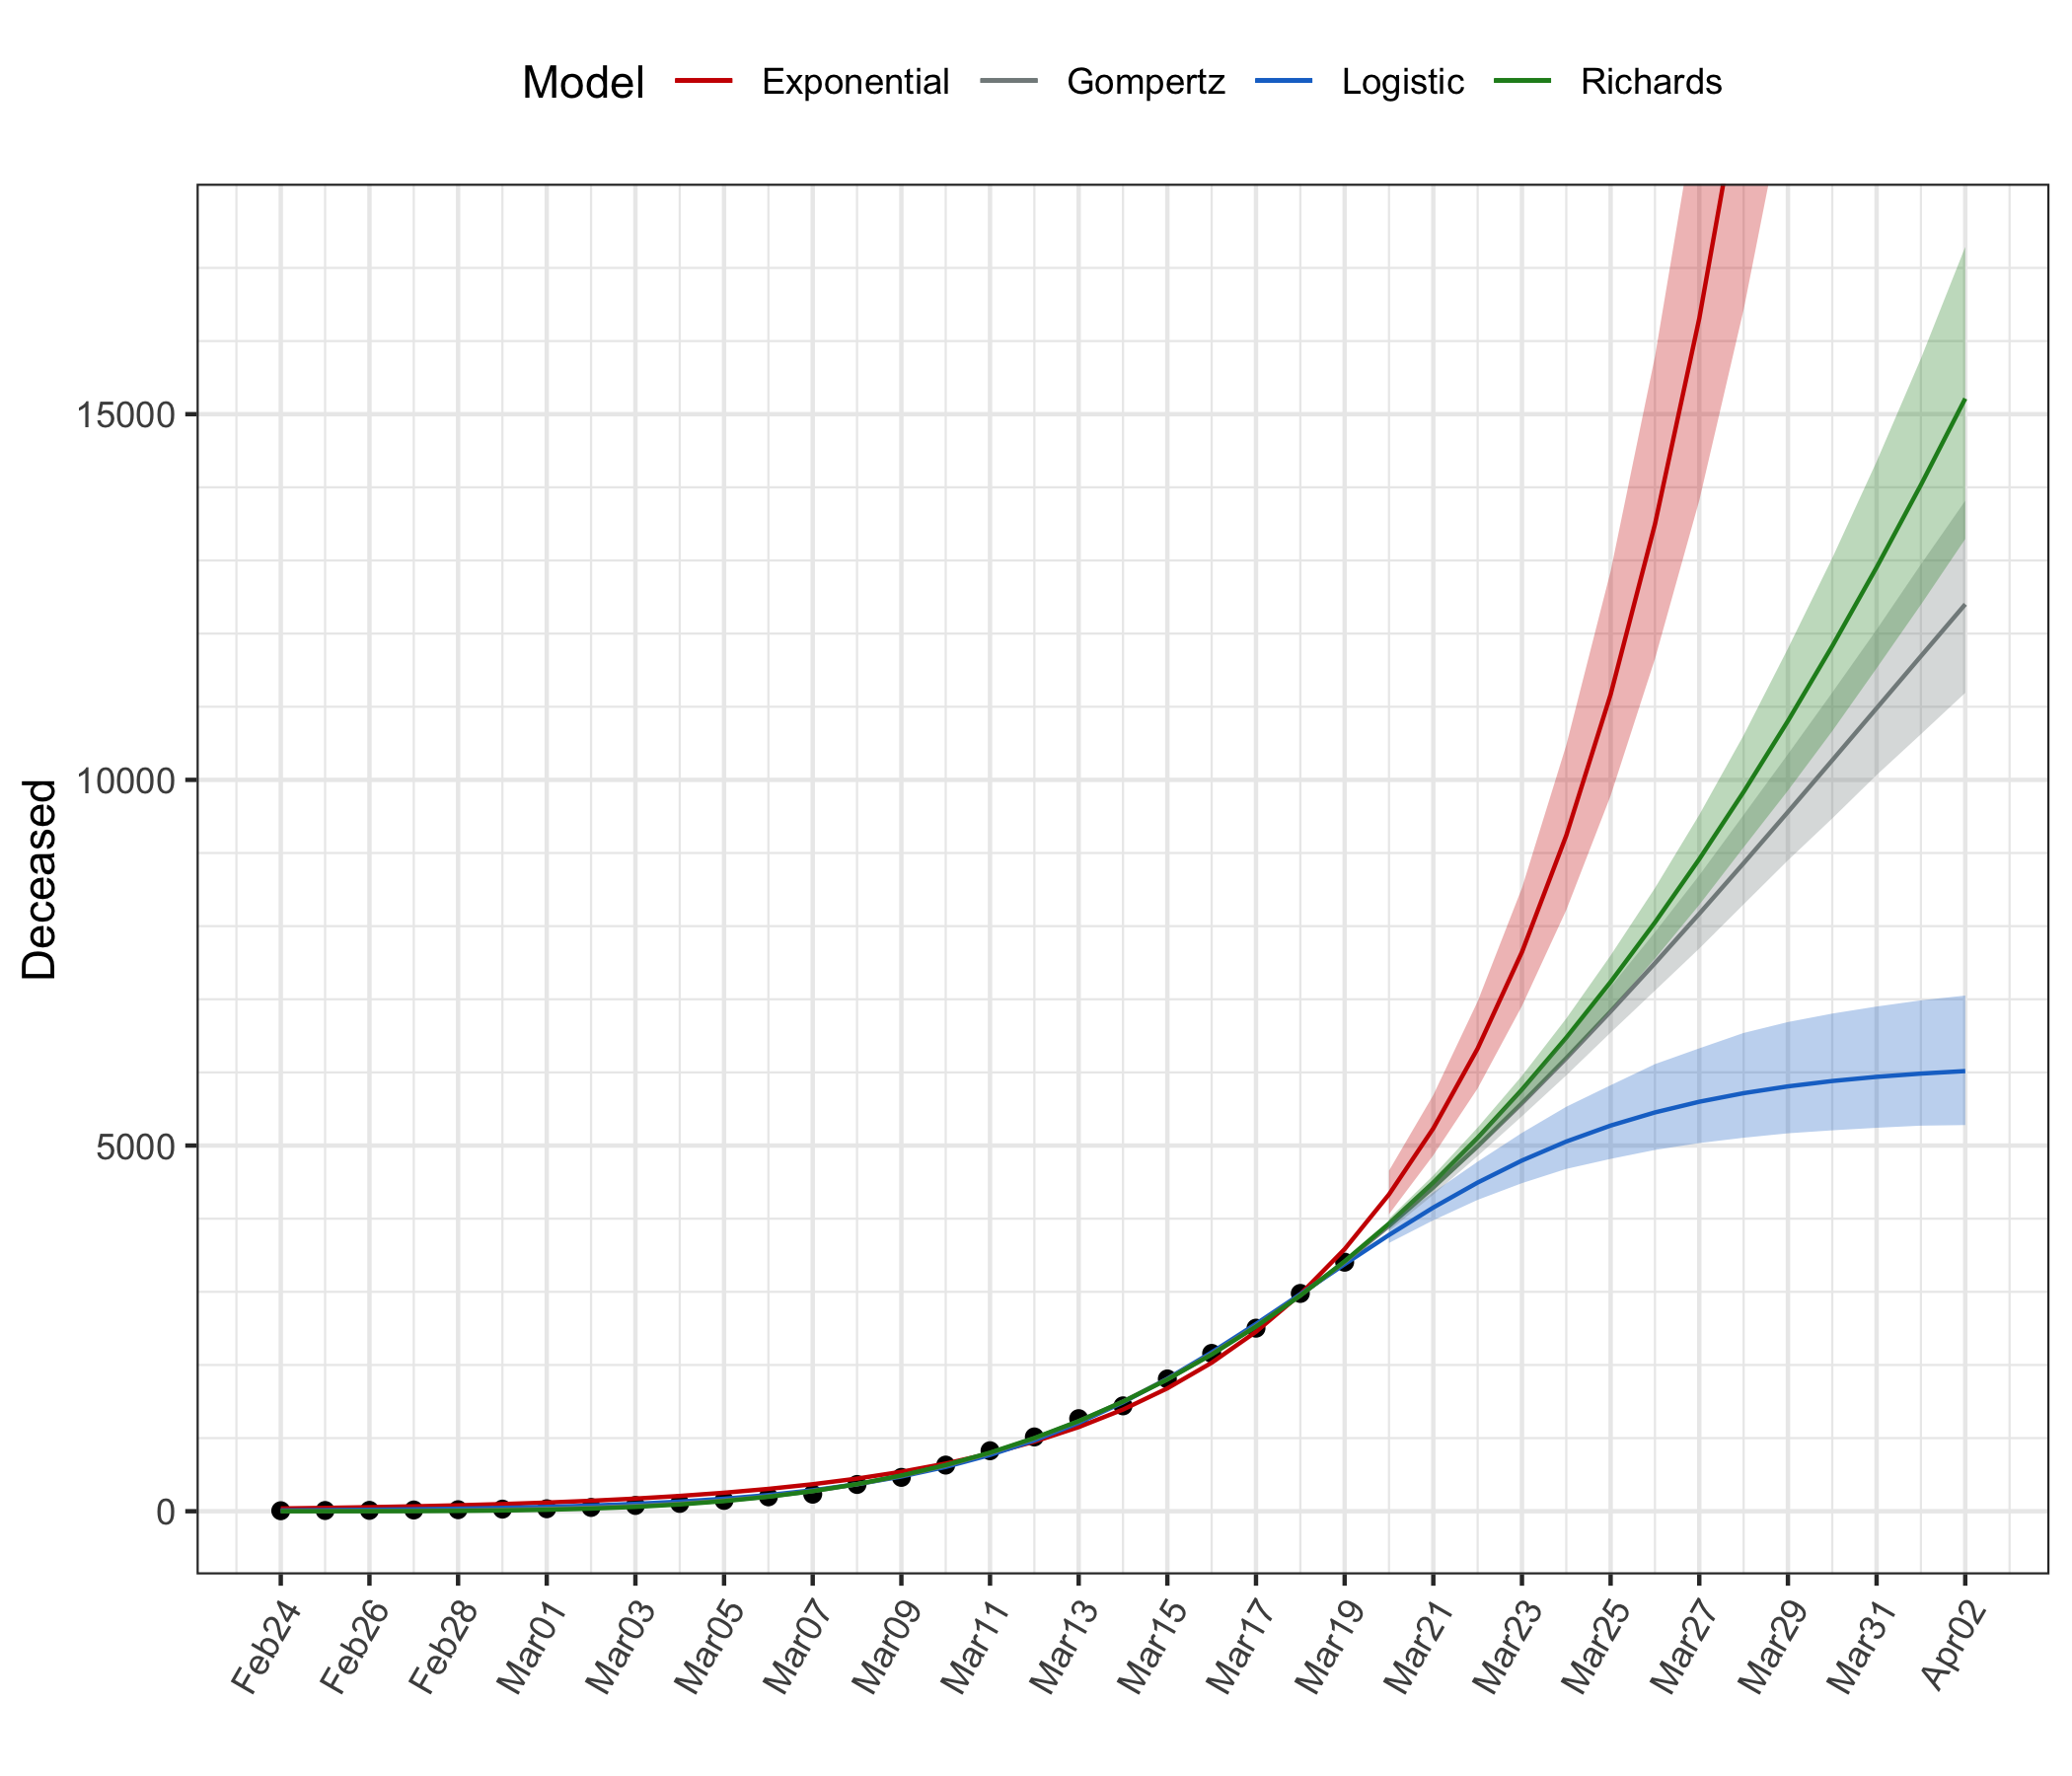 Model Exponential Gompertz Logistic Richards
Deceased
15000
10000
5000
0
Feb24 Feb26 Feb28 Mar01 Mar03 Mar05 Mar07 Mar09 Mar11 Mar13 Mar15 Mar17 Mar19 Mar21 Mar23 Mar25 Mar27 Mar29 Mar31 Apr02